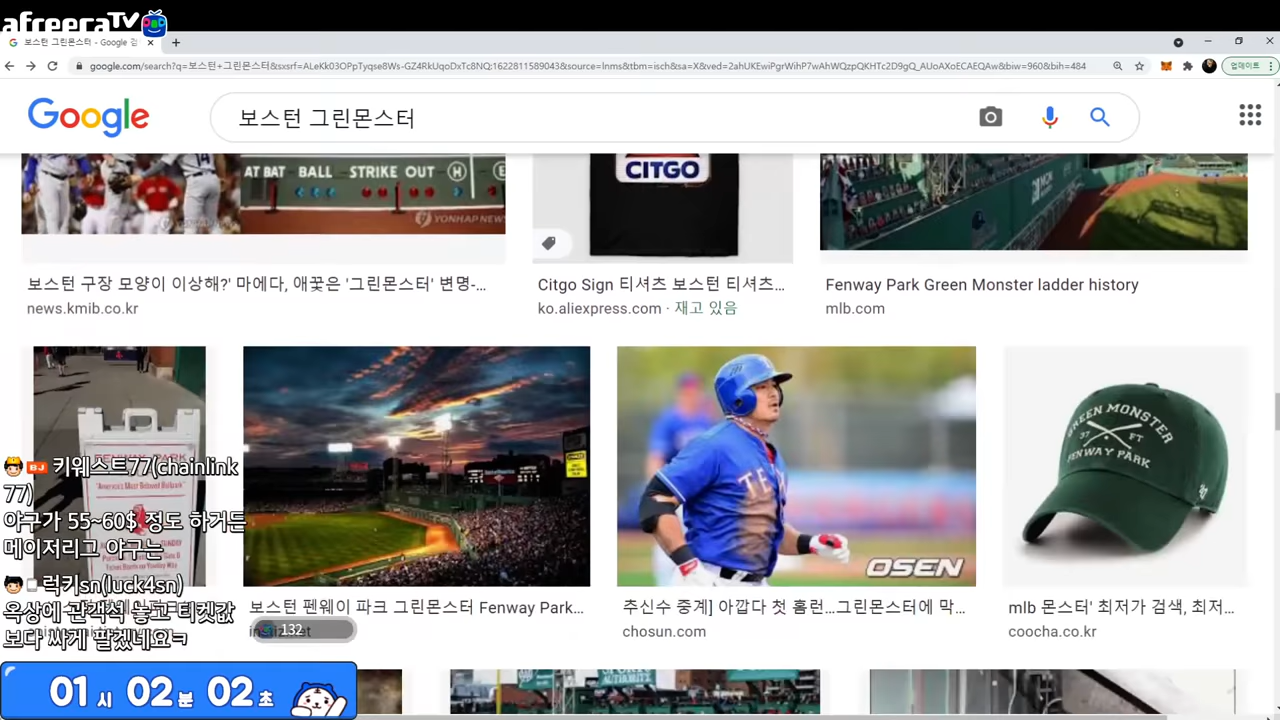 afreecaTV
보스턴 그린몬스터 - Google 검
google.com/search?q=보스턴+그린몬스터&sxsrf=ALeKk03OPpTyqse8Ws-GZ4RkUqoDxTc8NQ:1622811589043&source=lnms&tbm=isch&sa=X&ved=2ahUKEwiPgrWihP7wAhWQzpQKHTc2D9gQ_AUoAXoECAEQAw&biw=960&bih=484
업데이트
Google
보스턴 그린몬스터
AT BAT BALL STRIKE OUT H E
YONHAP NEWS
CITGO
보스턴 구장 모양이 이상해?' 마에다, 애꿎은 '그린몬스터' 변명-...
news.kmib.co.kr
Citgo Sign 티셔츠 보스턴 티셔츠...
ko.aliexpress.com · 재고 있음
Fenway Park Green Monster ladder history
mlb.com
FENWAY PARK
"America's Most Beloved Ballpark"
TEX
OSEN
GREEN MONSTER
37 FT
FENWAY PARK
BJ 키웨스트77(chainlink
77)
야구가 55~60$ 정도 하거든
메이저리그 야구는
럭키sn(luck4sn)
옥상에 관객석 놓고 티켓값
보다 싸게 팔겠네요ㅋ
보스턴 펜웨이 파크 그린몬스터 Fenway Park...
132
추신수 중계] 아깝다 첫 홈런...그린몬스터에 막...
chosun.com
mlb 몬스터' 최저가 검색, 최저...
coocha.co.kr
01 시 02 분 02 초